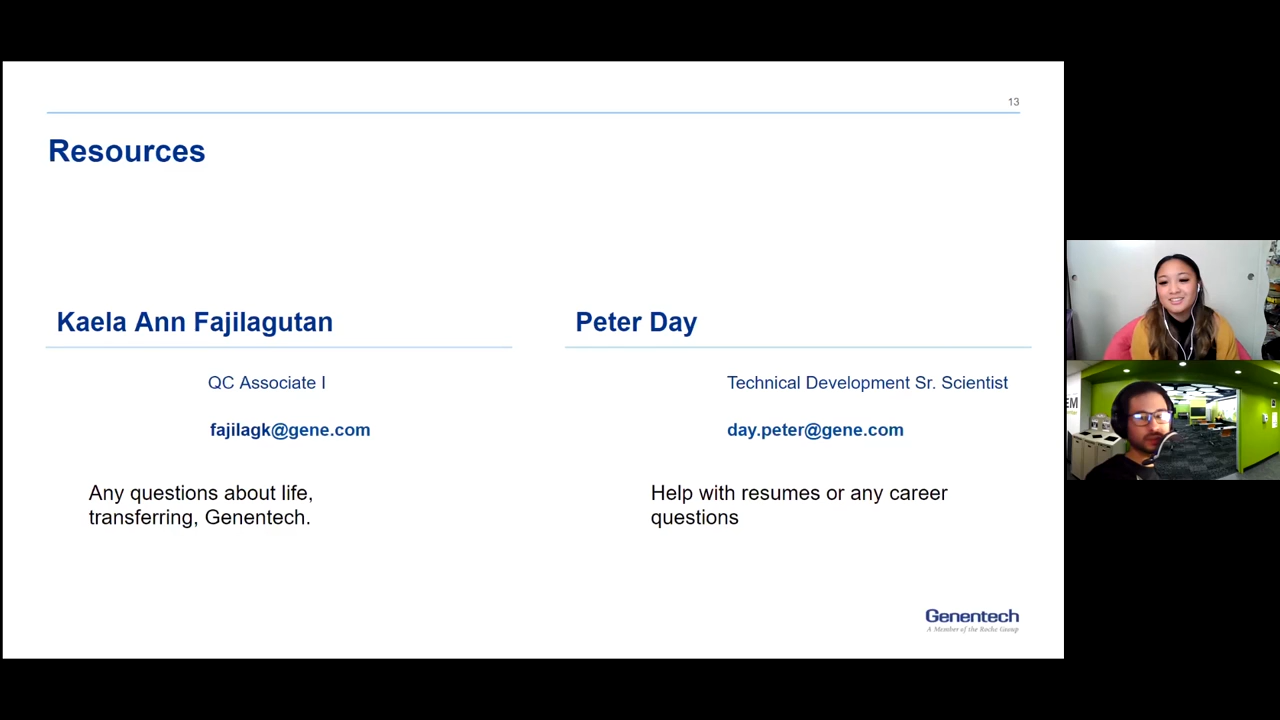 13
Resources
Kaela Ann Fajilagutan
QC Associate I
fajilagk@gene.com
Any questions about life,
transferring, Genentech.
Peter Day
Technical Development Sr. Scientist
day.peter@gene.com
Help with resumes or any career
questions
Genentech
A Member of the Roche Group
EM